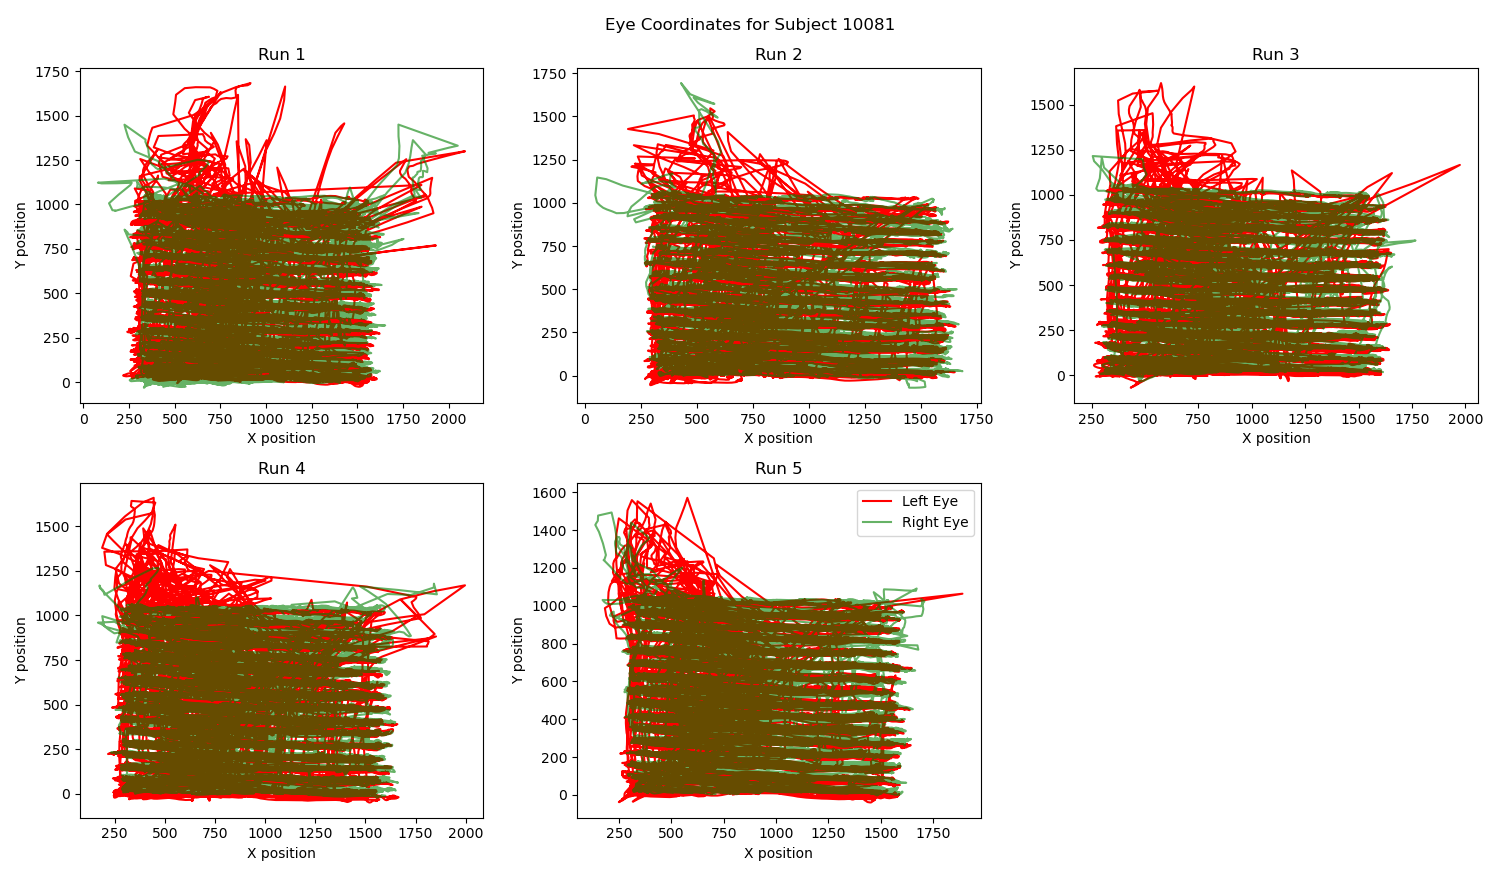 Eye Coordinates for Subject 10081
Run 1
Run 2
Run 3
1750
1500
1250
1000
750
500
250
0
Y position
0 250 500 750 1000 1250 1500 1750 2000
X position
1750
1500
1250
1000
750
500
250
0
Y position
0 250 500 750 1000 1250 1500 1750
X position
1500
1250
1000
750
500
250
0
Y position
250 500 750 1000 1250 1500 1750 2000
X position
Run 4
Run 5
1500
1250
1000
750
500
250
0
Y position
250 500 750 1000 1250 1500 1750 2000
X position
1600
1400
1200
1000
800
600
400
200
0
Y position
250 500 750 1000 1250 1500 1750
X position
Left Eye
Right Eye